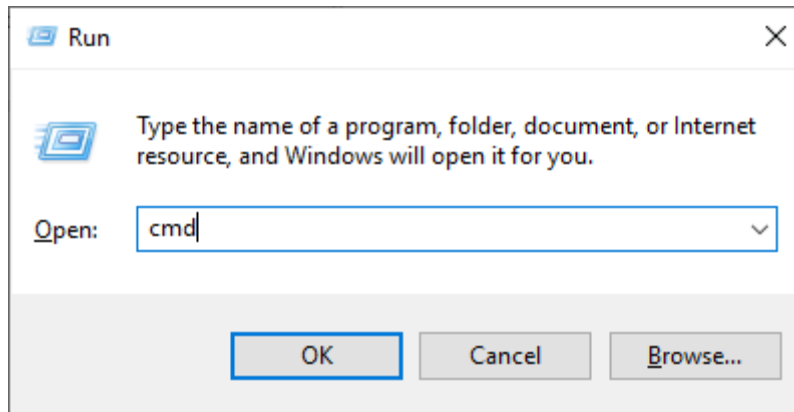 Run
Type the name of a program, folder, document, or Internet
resource, and Windows will open it for you.
Open: cmd
OK Cancel Browse...